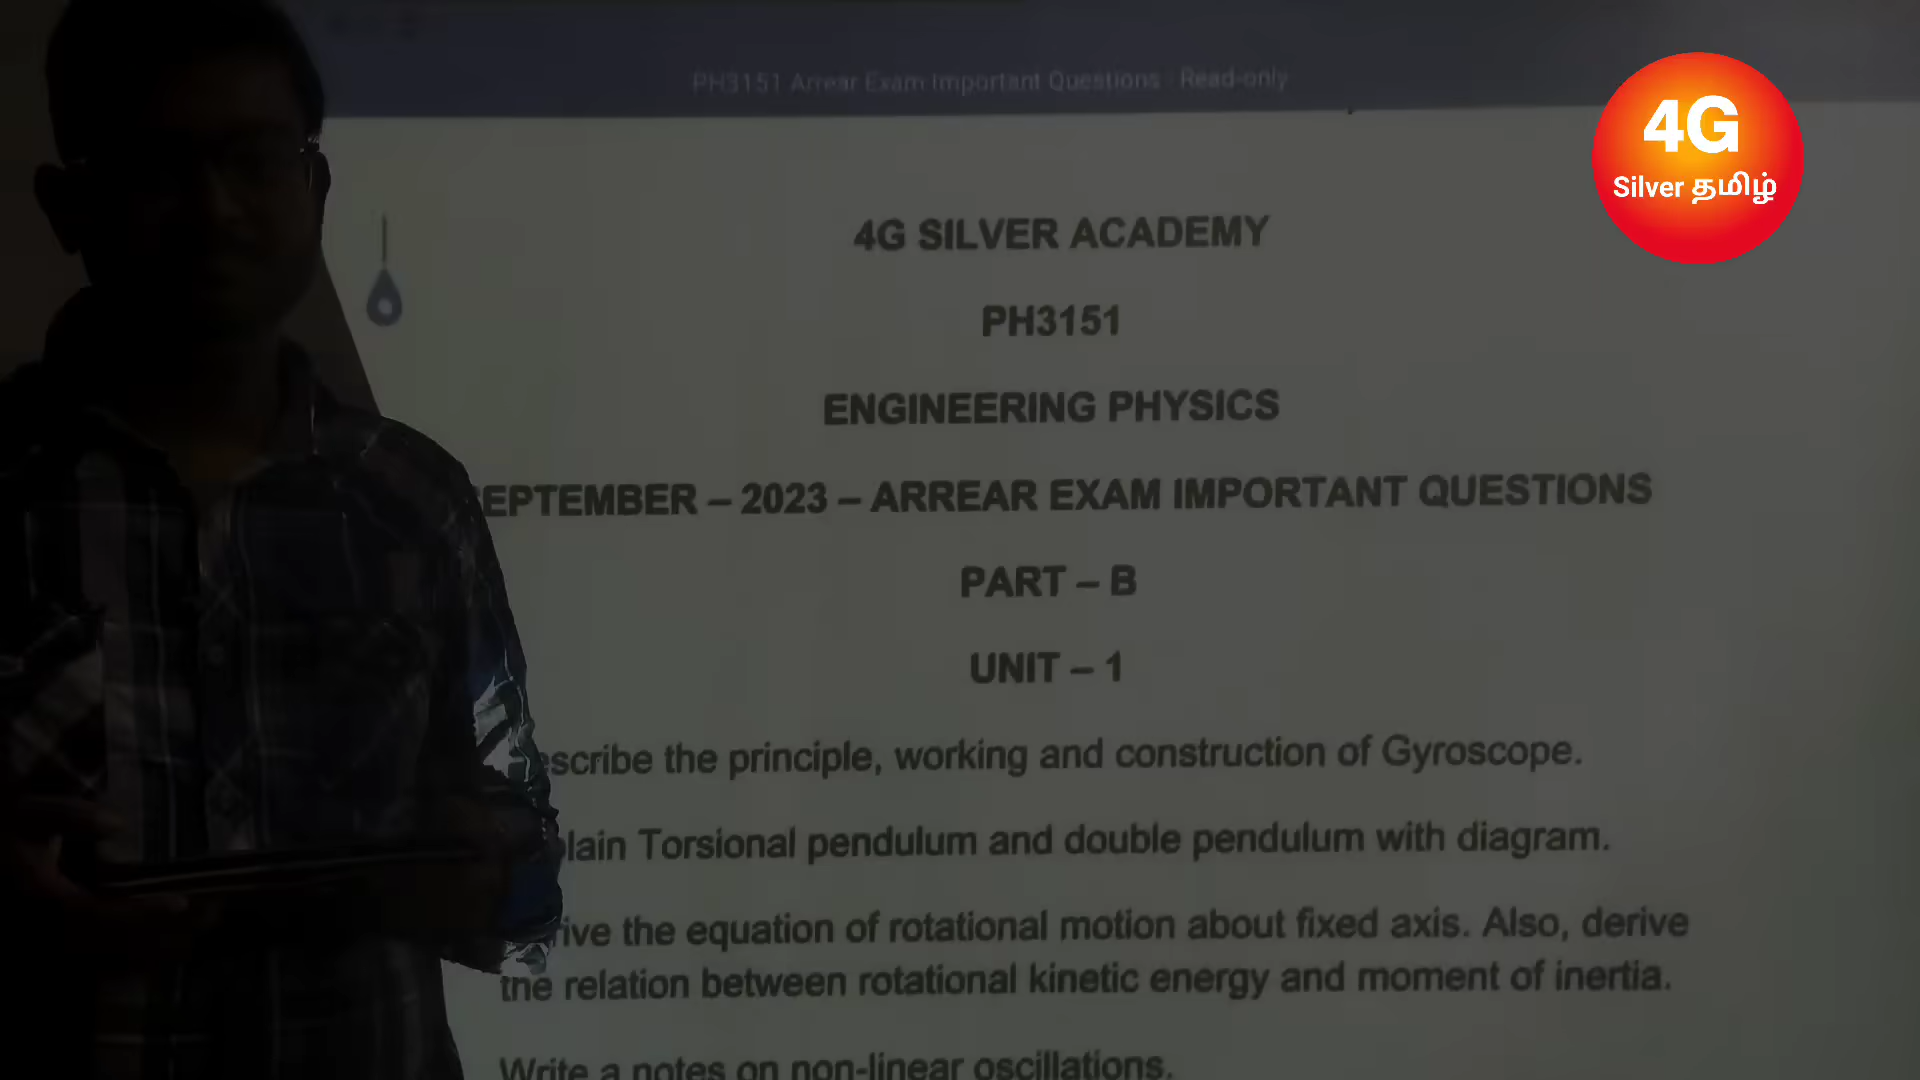 PH3151 Arrear Exam Important Questions - Read-only
4G
Silver தமிழ்
4G SILVER ACADEMY
PH3151
ENGINEERING PHYSICS
EPTEMBER – 2023 – ARREAR EXAM IMPORTANT QUESTIONS
PART – B
UNIT – 1
escribe the principle, working and construction of Gyroscope.
lain Torsional pendulum and double pendulum with diagram.
rive the equation of rotational motion about fixed axis. Also, derive
the relation between rotational kinetic energy and moment of inertia.
Write a notes on non-linear oscillations.